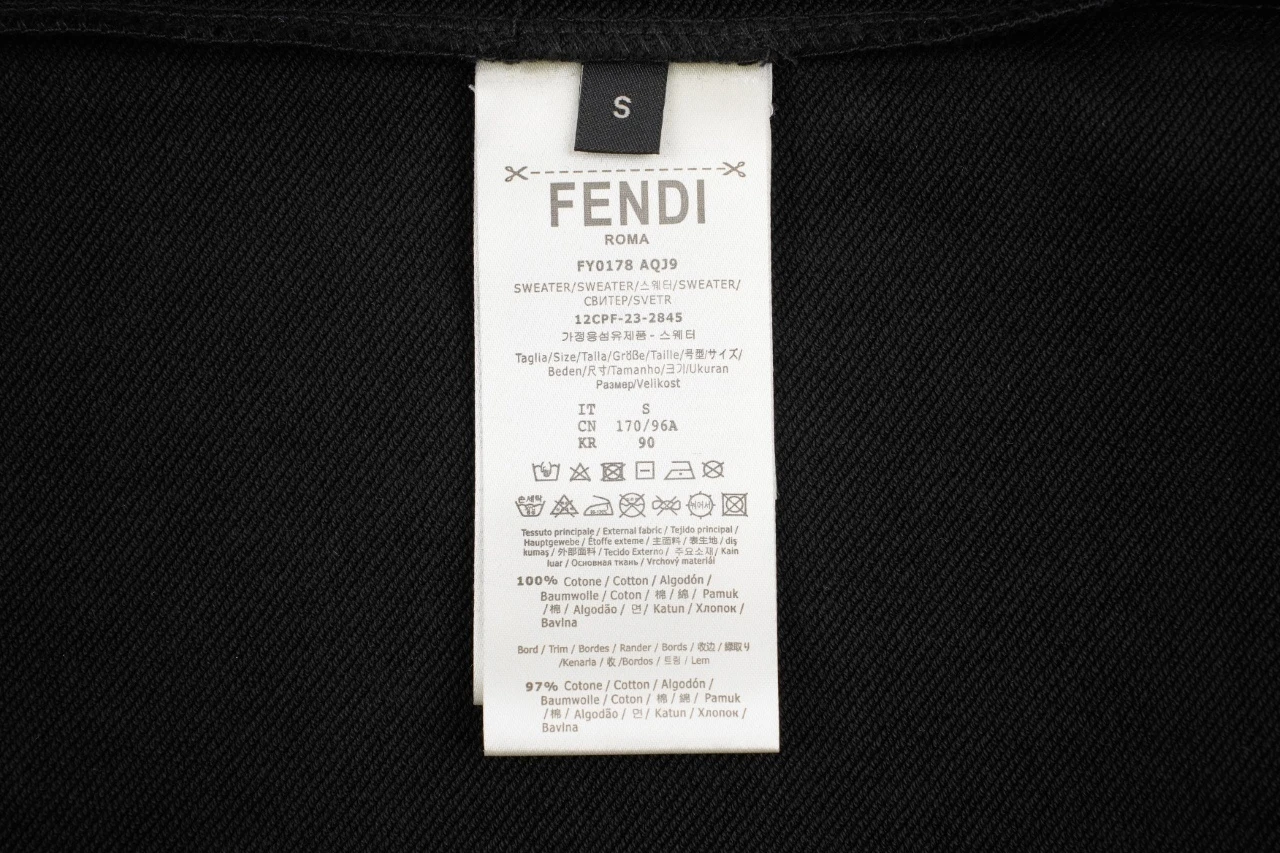 S
FENDI
ROMA
FY0178 AQJ9
SWEATER/SWEATER/스웨터/SWEATER/
СВИТЕР/SVETR
12CPF-23-2845
가정용섬유제품 - 스웨터
Taglia/Size/Talla/Größe/Taille/号型/サイズ/
Beden/尺寸/Tamanho/크기/Ukuran
Размер/Velikost
IT S
CN 170/96A
KR 90
손세탁
Tessuto principale / External fabric / Tejido principal /
Hauptgewebe / Étoffe exteme / 主面料 / 表生地 / diş
kumaş / 外部面料 / Tecido Externo / 주요소재 / Kain
luar / Основная ткань / Vrchový materiál
100% Cotone / Cotton / Algodón /
Baumwolle / Coton / 棉 / 綿 / Pamuk
/ 棉 / Algodão / 면 / Katun / Хлопок /
Bavlna
Bord / Trim / Bordes / Rander / Bords / 收边 / 縁取り
/Kenarla / 收 /Bordos / 트림 / Lem
97% Cotone / Cotton / Algodón /
Baumwolle / Coton / 棉 / 綿 / Pamuk
/ 棉 / Algodão / 면 / Katun / Хлопок /
Bavlna